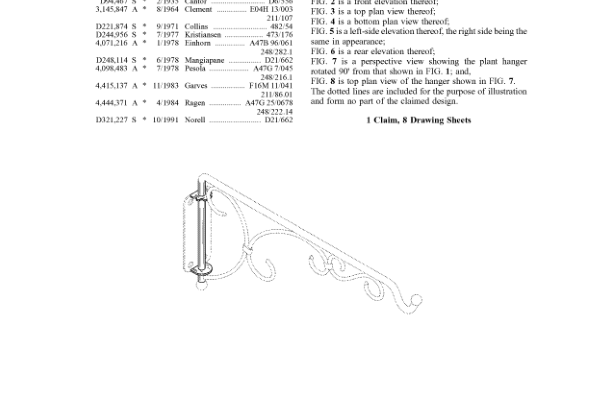 D94,467 S * 2/1935 Cantor ........................ D6/556
3,145,847 A * 8/1964 Clement .............. E04H 13/003
211/107
D221,874 S * 9/1971 Collins ........................ 482/54
D244,956 S * 7/1977 Kristiansen ................ 473/176
4,071,216 A * 1/1978 Einhorn .............. A47B 96/061
248/282.1
D248,114 S * 6/1978 Mangiapane .............. D21/662
4,098,483 A * 7/1978 Pesola ................. A47G 7/045
248/216.1
4,415,137 A * 11/1983 Garves ............... F16M 11/041
211/86.01
4,444,371 A * 4/1984 Ragen ............. A47G 25/0678
248/222.14
D321,227 S * 10/1991 Norell ....................... D21/662
FIG. 2 is a front elevation thereof;
FIG. 3 is a top plan view thereof;
FIG. 4 is a bottom plan view thereof;
FIG. 5 is a left-side elevation thereof, the right side being the
same in appearance;
FIG. 6 is a rear elevation thereof;
FIG. 7 is a perspective view showing the plant hanger
rotated 90° from that shown in FIG. 1; and,
FIG. 8 is top plan view of the hanger shown in FIG. 7.
The dotted lines are included for the purpose of illustration
and form no part of the claimed design.
1 Claim, 8 Drawing Sheets